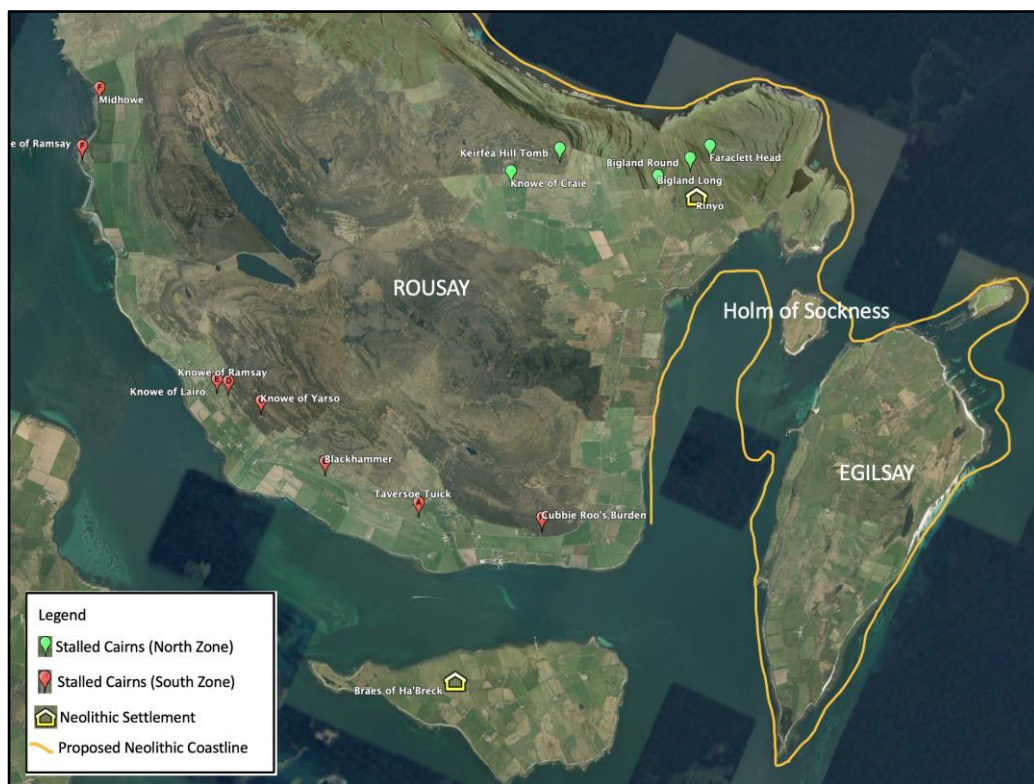 Midhowe
e of Ramsay
Keirfea Hill Tomb
Knowe of Craie
Bigland Round
Faraclett Head
Bigland Long
Rinyo
ROUSAY
Holm of Sockness
Knowe of Ramsay
Knowe of Lairo
Knowe of Yarso
Blackhammer
EGILSAY
Taversoe Tuick
Cubbie Roo's Burden
Braes of Ha'Breck
Legend
Stalled Cairns (North Zone)
Stalled Cairns (South Zone)
Neolithic Settlement
Proposed Neolithic Coastline
F
F
E
D
A